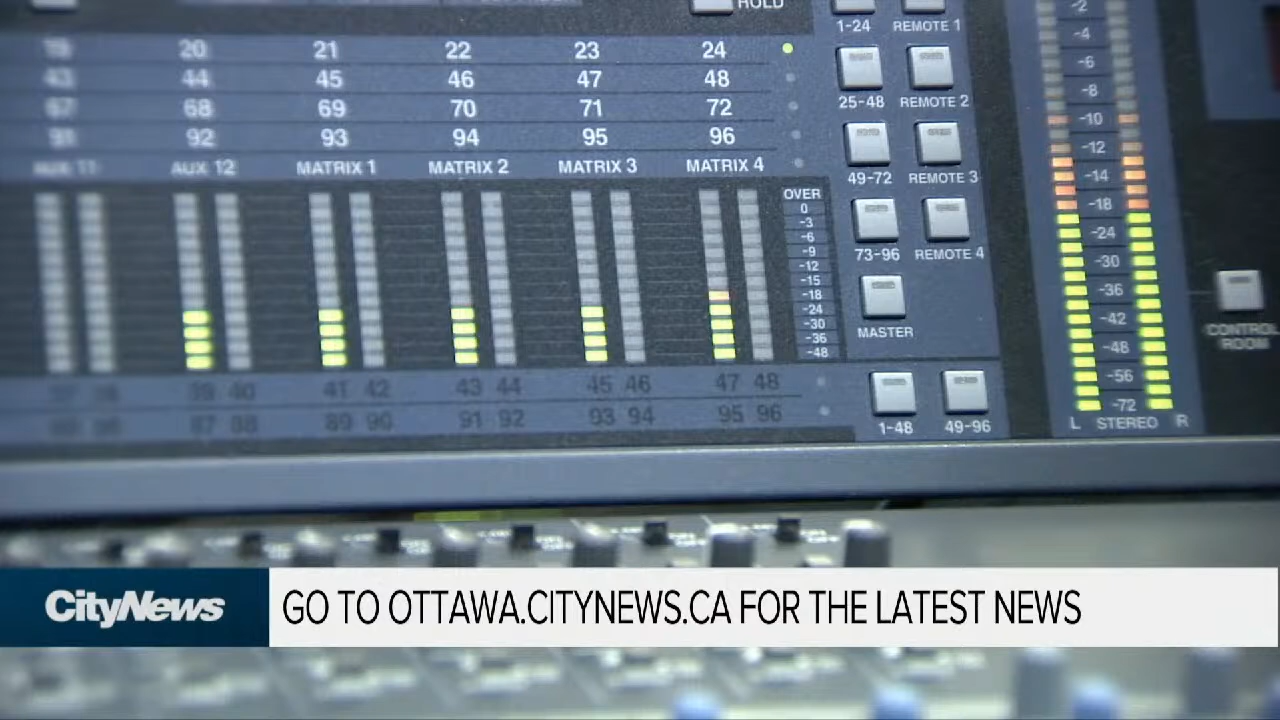 HOLD
1-24 REMOTE 1
19 20 21 22 23 24
43 44 45 46 47 48
67 68 69 70 71 72
91 92 93 94 95 96
AUX 11 AUX 12 MATRIX 1 MATRIX 2 MATRIX 3 MATRIX 4
25-48 REMOTE 2
49-72 REMOTE 3
73-96 REMOTE 4
MASTER
OVER
0
-3
-6
-9
-12
-15
-18
-24
-30
-36
-48
39 40 41 42 43 44 45 46 47 48
87 88 89 90 91 92 93 94 95 96
1-48 49-96
-2
-4
-6
-8
-10
-12
-14
-18
-24
-30
-36
-42
-48
-56
-72
L STEREO R
CONTROL
ROOM
CityNews
GO TO OTTAWA.CITYNEWS.CA FOR THE LATEST NEWS